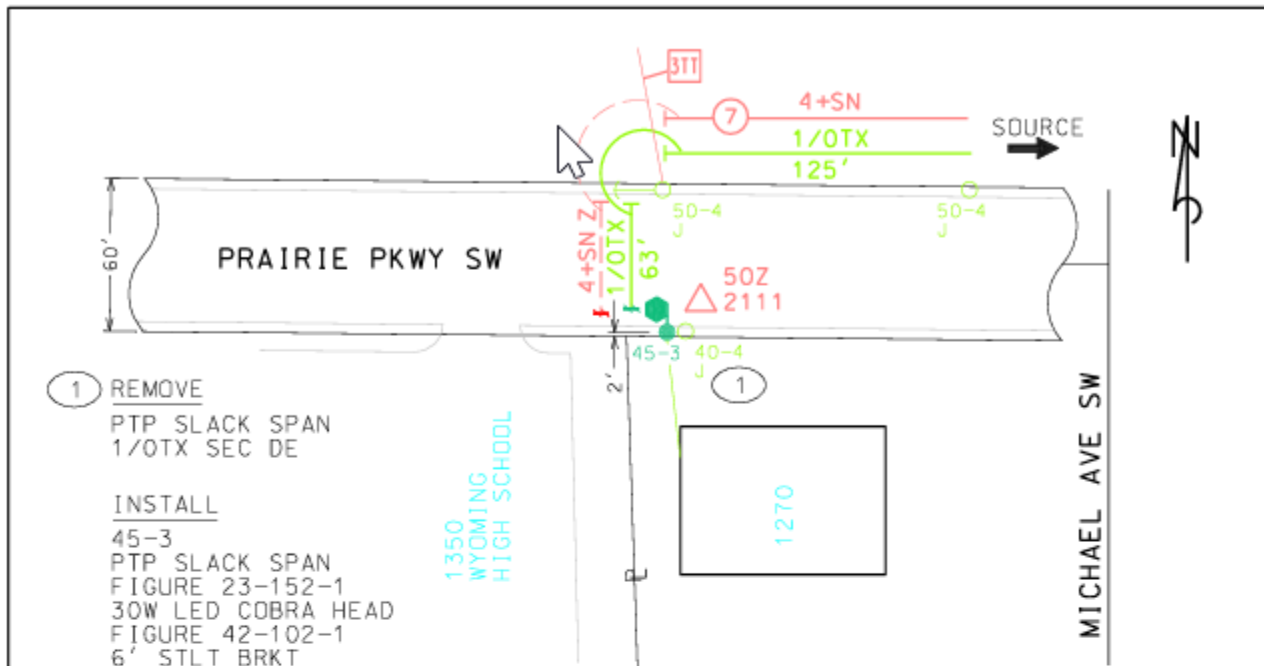 3TT
7
4+SN
SOURCE
1/0TX
125'
N
50-4
J
50-4
J
60'
PRAIRIE PKWY SW
4+SN Z
1/0TX
63'
50Z
2111
45-3
40-4
J
2'
1
1 REMOVE
PTP SLACK SPAN
1/0TX SEC DE
INSTALL
45-3
PTP SLACK SPAN
FIGURE 23-152-1
30W LED COBRA HEAD
FIGURE 42-102-1
6' STLT BRKT
1350
WYOMING
HIGH SCHOOL
1270
PL
MICHAEL AVE SW